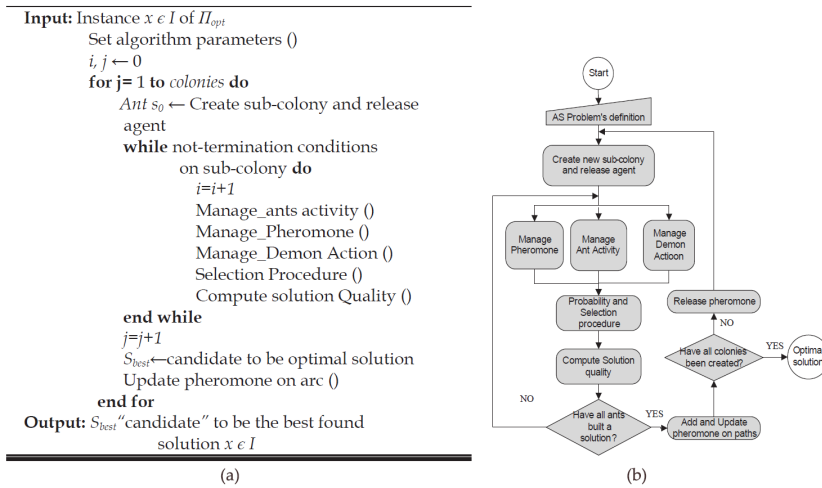 Input: Instance x ϵ I of Π_opt
Set algorithm parameters ()
i, j ← 0
for j= 1 to colonies do
Ant s₀ ← Create sub-colony and release
agent
while not-termination conditions
on sub-colony do
i=i+1
Manage_ants activity ()
Manage_Pheromone ()
Manage_Demon Action ()
Selection Procedure ()
Compute solution Quality ()
end while
j=j+1
S_best←candidate to be optimal solution
Update pheromone on arc ()
end for
Output: S_best“candidate” to be the best found
solution x ϵ I
(a)
Start
AS Problem's definition
Create new sub-colony
and release agent
Manage
Pheromone
Manage
Ant Activity
Manage
Demon
Actioon
Probability and
Selection
procedure
Compute Solution
quality
Have all ants
built a
solution?
NO
YES
Add and Update
pheromone on paths
Have all colonies
been created?
NO
YES
Release pheromone
Optimal
solution
(b)